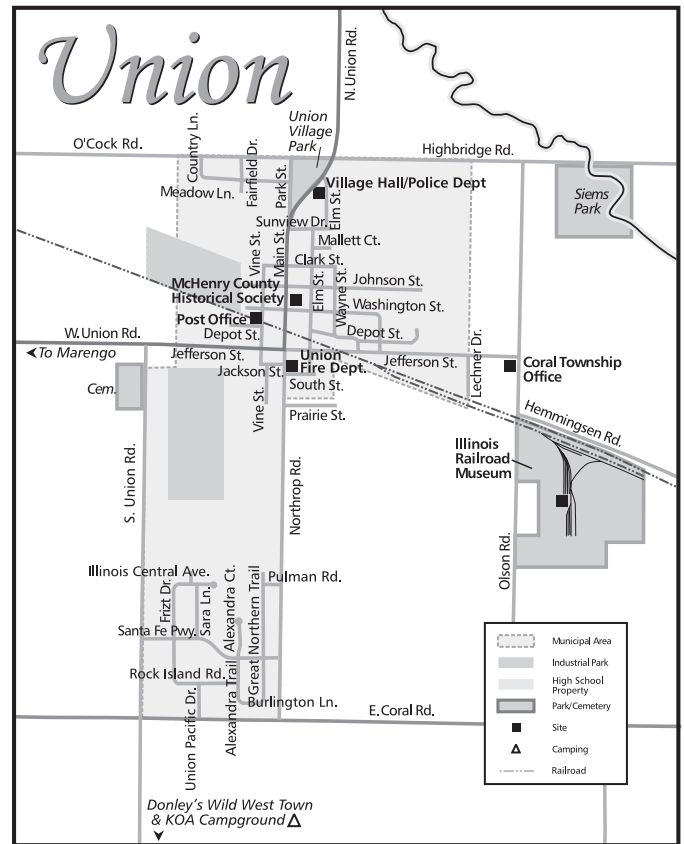 Union
N. Union Rd.
Union
Village
Park
O'Cock Rd.
Country Ln.
Fairfield Dr.
Highbridge Rd.
Meadow Ln.
Park St.
Village Hall/Police Dept
Elm St.
Siems
Park
Sunview Dr.
Mallett Ct.
Vine St.
Main St.
Clark St.
McHenry County
Historical Society
Elm St.
Wayne St.
Johnson St.
Washington St.
Post Office
Depot St.
Depot St.
W. Union Rd.
To Marengo
Jefferson St.
Union
Fire Dept.
Jefferson St.
Lechner Dr.
Coral Township
Office
Jackson St.
South St.
Cem.
Vine St.
Prairie St.
Hemmingsen Rd.
Illinois
Railroad
Museum
S. Union Rd.
Northrop Rd.
Olson Rd.
Illinois Central Ave.
Frizt Dr.
Sara Ln.
Alexandra Ct.
Great Northern Trail
Pulman Rd.
Santa Fe Pwy.
Rock Island Rd.
Union Pacific Dr.
Alexandra Trail
Burlington Ln.
E. Coral Rd.
Municipal Area
Industrial Park
High School
Property
Park/Cemetery
Site
Camping
Railroad
Donley's Wild West Town
& KOA Campground